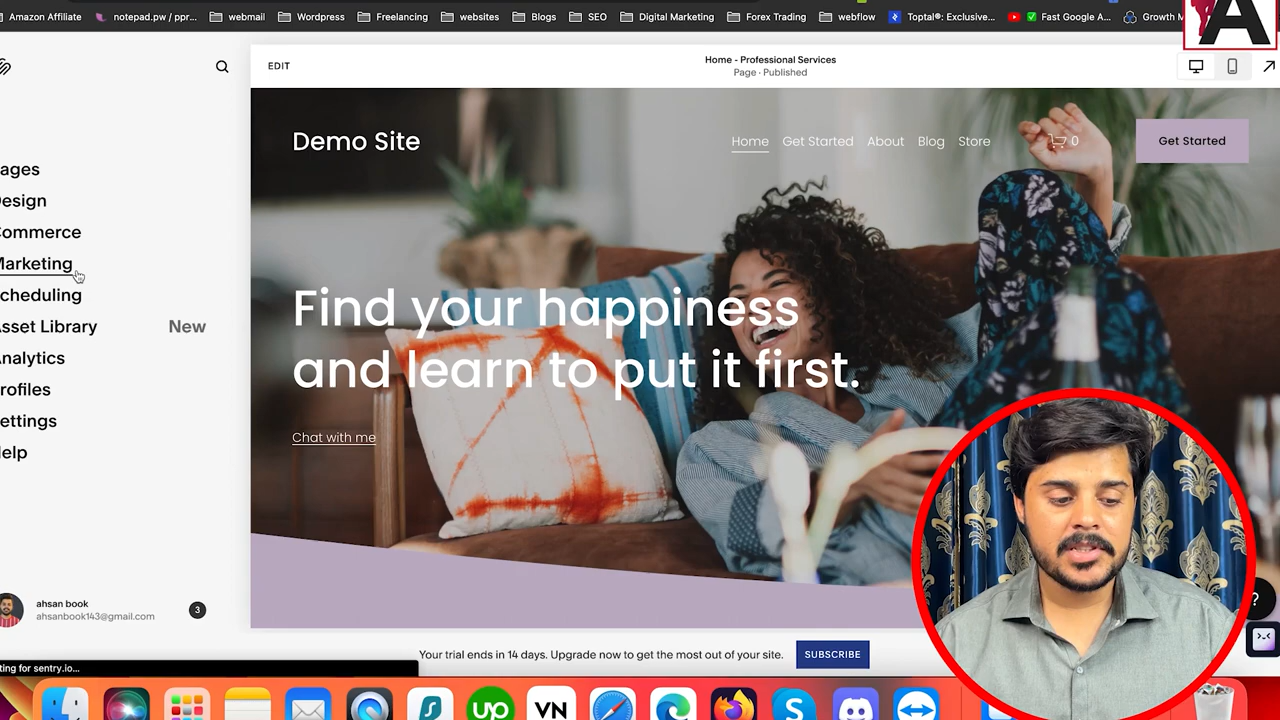 Amazon Affiliate
notepad.pw / ppr...
webmail
Wordpress
Freelancing
websites
Blogs
SEO
Digital Marketing
Forex Trading
webflow
Toptal®: Exclusive...
Fast Google A...
Growth M
A
EDIT
Home - Professional Services
Page · Published
Demo Site
Home
Get Started
About
Blog
Store
0
Get Started
ages
esign
ommerce
Marketing
cheduling
sset Library
New
nalytics
rofiles
ettings
elp
Find your happiness
and learn to put it first.
Chat with me
ahsan book
ahsanbook143@gmail.com
3
?
ting for sentry.io...
Your trial ends in 14 days. Upgrade now to get the most out of your site.
SUBSCRIBE
up
VN
S